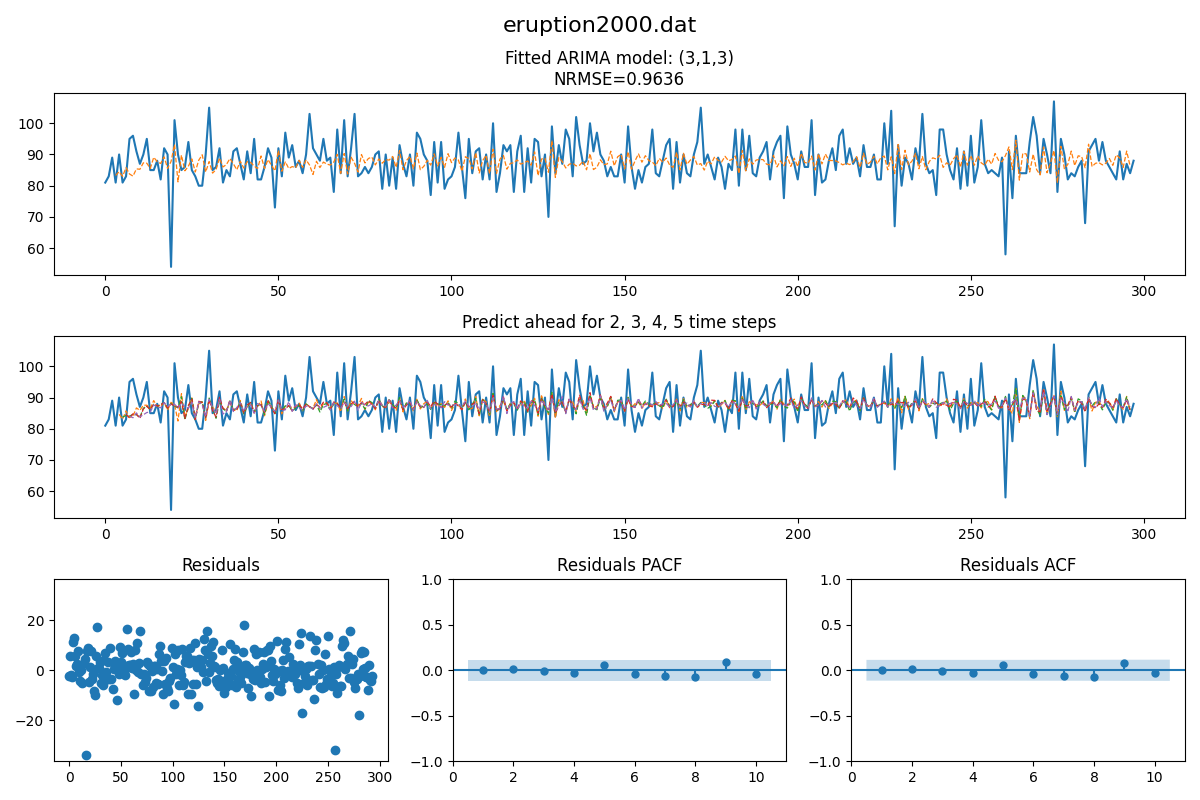 eruption2000.dat
Fitted ARIMA model: (3,1,3)
NRMSE=0.9636
100
90
80
70
60
0 50 100 150 200 250 300
Predict ahead for 2, 3, 4, 5 time steps
100
90
80
70
60
0 50 100 150 200 250 300
Residuals
20
0
−20
0 50 100 150 200 250 300
Residuals PACF
1.0
0.5
0.0
−0.5
−1.0
0 2 4 6 8 10
Residuals ACF
1.0
0.5
0.0
−0.5
−1.0
0 2 4 6 8 10